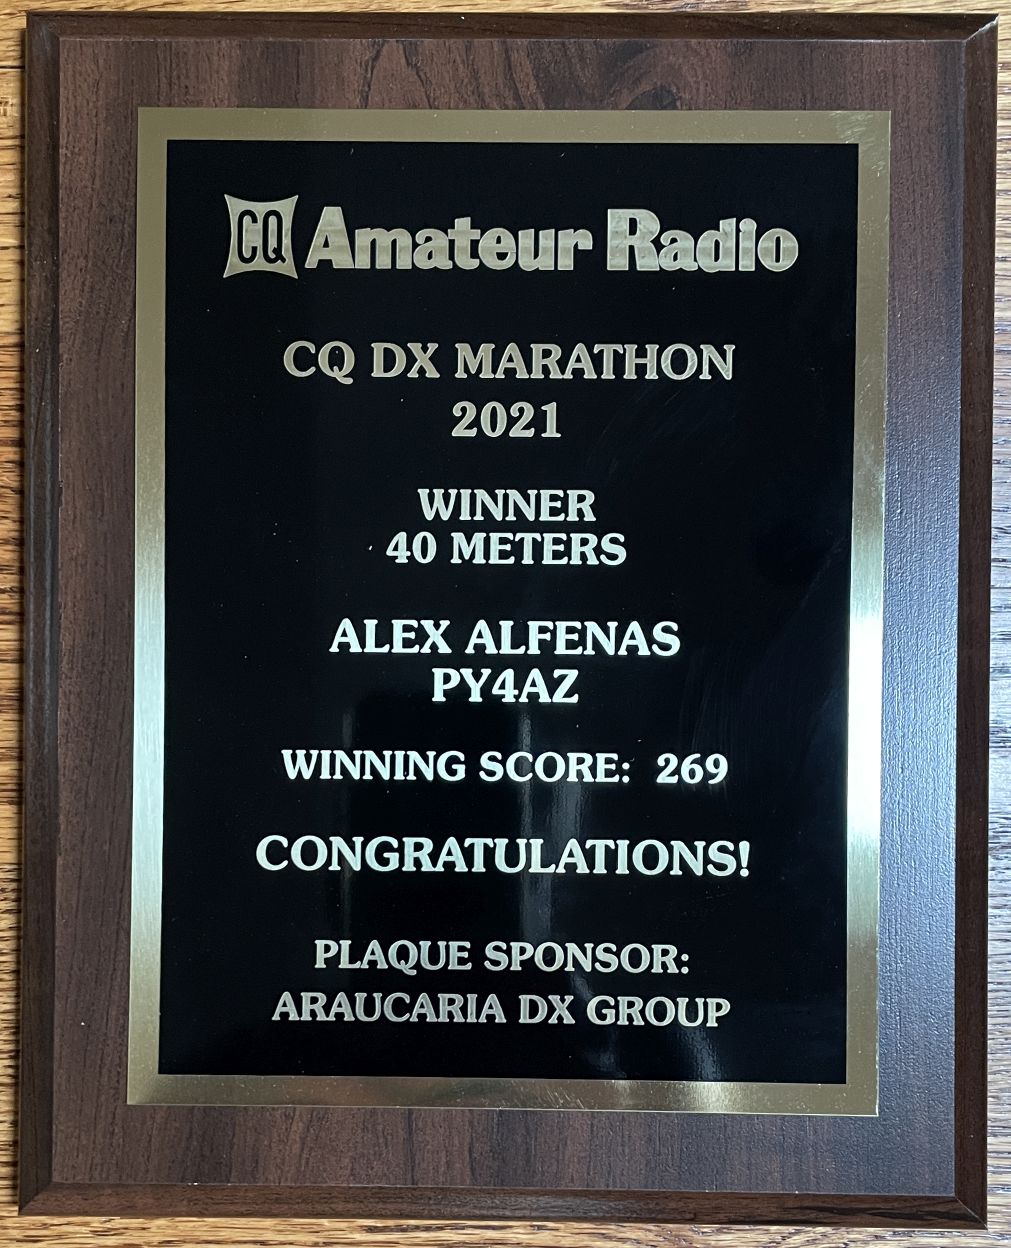 CQ Amateur Radio
CQ DX MARATHON
2021
WINNER
40 METERS
ALEX ALFENAS
PY4AZ
WINNING SCORE: 269
CONGRATULATIONS!
PLAQUE SPONSOR:
ARAUCARIA DX GROUP